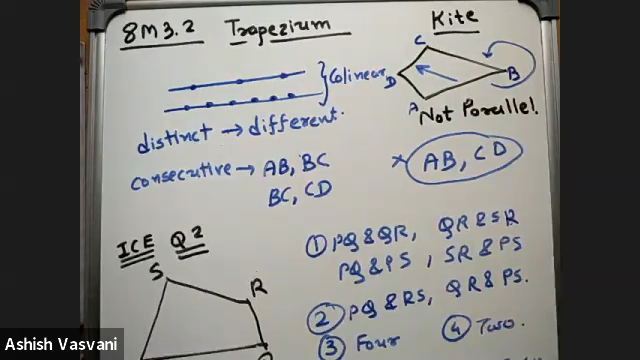 8M3.2 Trapezium
Kite
C
B
D
A
Colinear
Not Parallel!
distinct → different.
consecutive → AB, BC
BC, CD
× AB, CD
ICE Q2
S
R
Q
① PQ & QR, QR & SR
PQ & PS, SR & PS
② PQ & RS, QR & PS.
③ Four ④ Two.
Ashish Vasvani